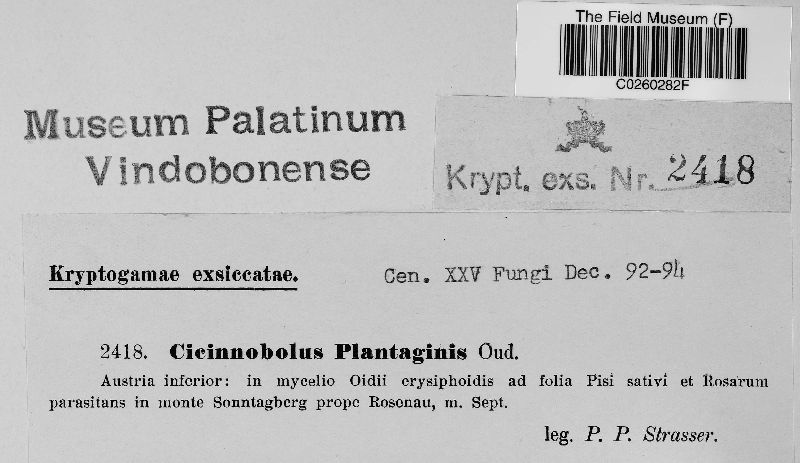 The Field Museum (F)
C0260282F
Museum Palatinum
Vindobonense
Krypt. exs. Nr. 2418
Kryptogamae exsiccatae.
Cen. XXV Fungi Dec. 92-94
2418. Cicinnobolus Plantaginis Oud.
Austria inferior: in mycelio Oidii erysiphoidis ad folia Pisi sativi et Rosarum
parasitans in monte Sonntagberg prope Rosenau, m. Sept.
leg. P. P. Strasser.